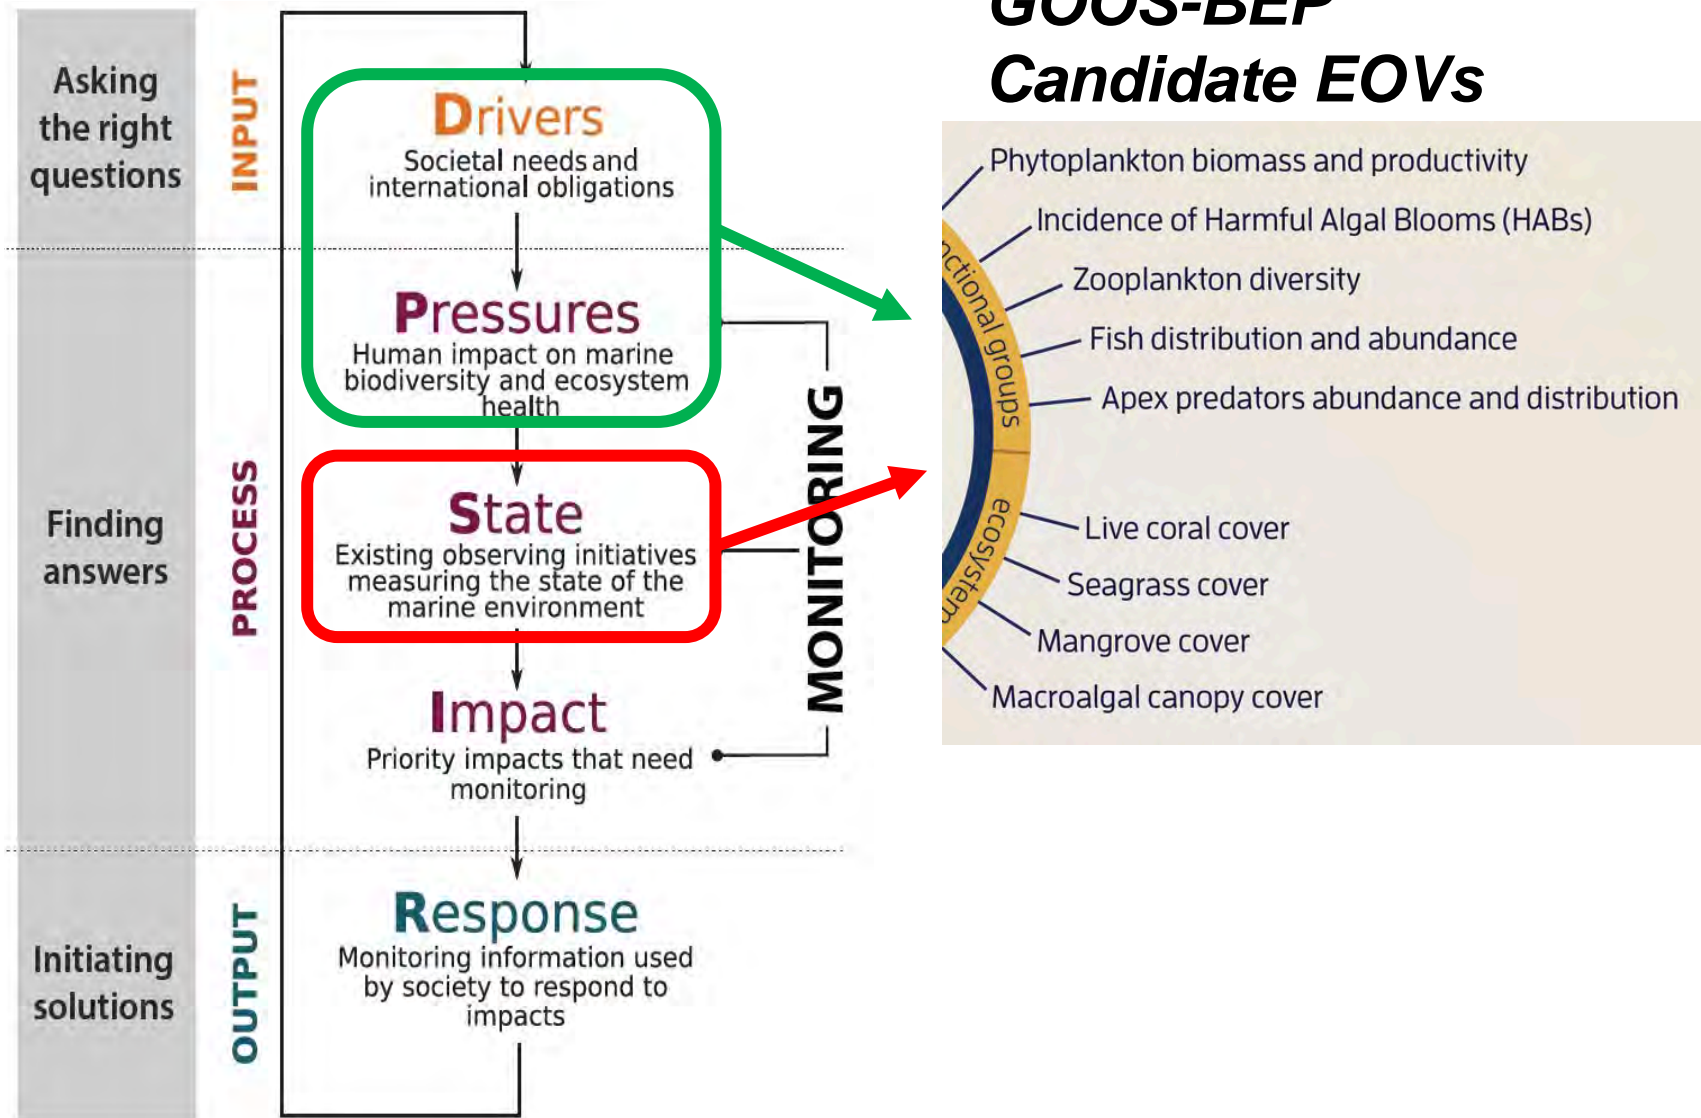 GOOS-BEP
Candidate EOVs
Asking
the right
questions
INPUT
Drivers
Societal needs and
international obligations
Pressures
Human impact on marine
biodiversity and ecosystem
health
Finding
answers
PROCESS
State
Existing observing initiatives
measuring the state of the
marine environment
MONITORING
Impact
Priority impacts that need
monitoring
Initiating
solutions
OUTPUT
Response
Monitoring information used
by society to respond to
impacts
Phytoplankton biomass and productivity
Incidence of Harmful Algal Blooms (HABs)
Zooplankton diversity
Fish distribution and abundance
Apex predators abundance and distribution
groups
ecosystem
Live coral cover
Seagrass cover
Mangrove cover
Macroalgal canopy cover